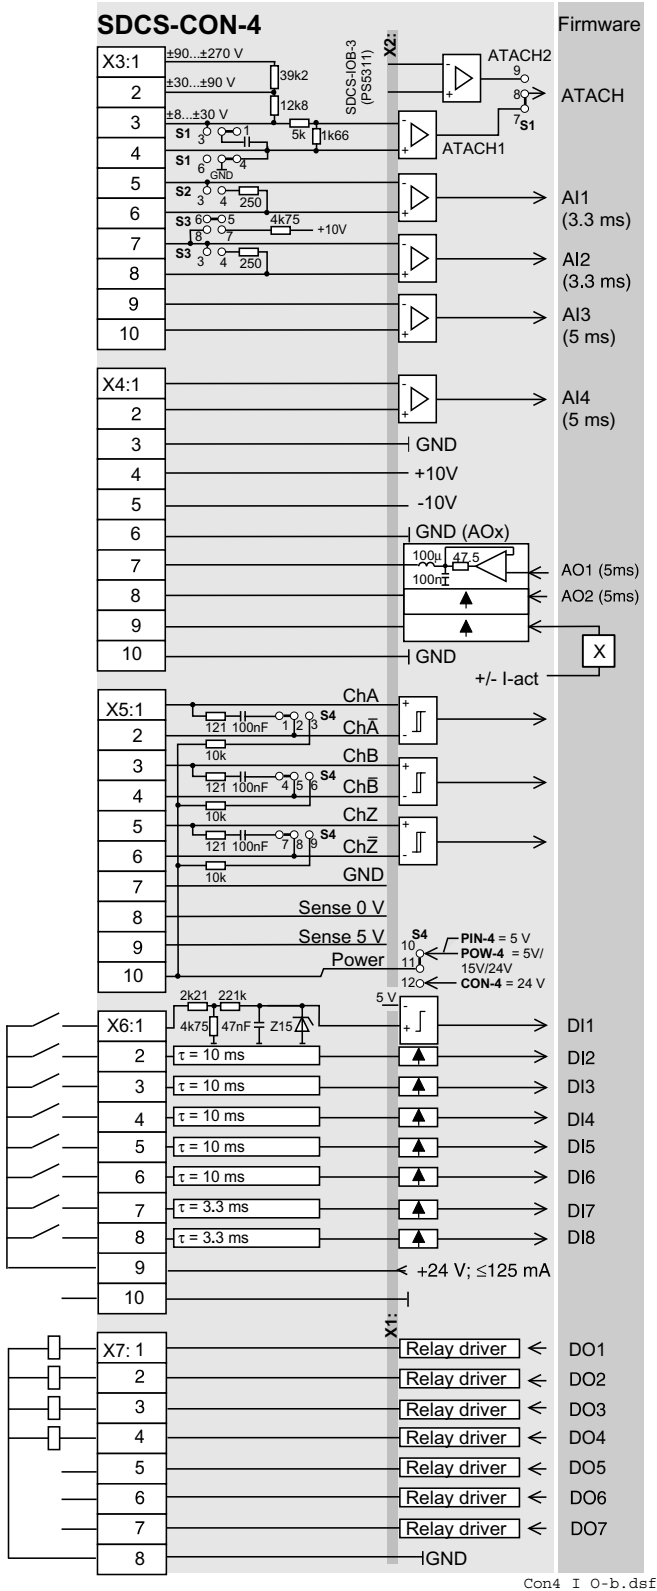 SDCS-CON-4
Firmware
X2:
SDCS-IOB-3
(PS5311)
X3:1
±90...±270 V
39k2
2
±30...±90 V
12k8
3
±8...±30 V
5k
1k66
S1
3
1
4
S1
6
4
GND
ATACH2
9
8
7
S1
ATACH
ATACH1
- +
- +
5
S2
3 4
250
6
- +
AI1
(3.3 ms)
S3
6 5
8 7
4k75
+10V
7
S3
3 4
250
8
- +
AI2
(3.3 ms)
9
10
- +
AI3
(5 ms)
X4:1
2
- +
AI4
(5 ms)
3
GND
4
+10V
5
-10V
6
GND (AOx)
7
100µ
47.5
100n
AO1 (5ms)
8
AO2 (5ms)
9
X
10
GND
+/- I-act
X5:1
ChA
121 100nF
1 2 3
S4
2
ChA̅
10k
+ -
3
ChB
121 100nF
4 5 6
S4
4
ChB̅
10k
+ -
5
ChZ
121 100nF
7 8 9
S4
6
ChZ̅
10k
+ -
7
GND
8
Sense 0 V
9
Sense 5 V
10
Power
S4
10
11
12
PIN-4 = 5 V
POW-4 = 5V/
15V/24V
CON-4 = 24 V
X6:1
2k21
221k
4k75
47nF
Z15
5 V
- +
DI1
2
τ = 10 ms
DI2
3
τ = 10 ms
DI3
4
τ = 10 ms
DI4
5
τ = 10 ms
DI5
6
τ = 10 ms
DI6
7
τ = 3.3 ms
DI7
8
τ = 3.3 ms
DI8
9
+24 V; ≤125 mA
10
X1:
X7: 1
Relay driver
DO1
2
Relay driver
DO2
3
Relay driver
DO3
4
Relay driver
DO4
5
Relay driver
DO5
6
Relay driver
DO6
7
Relay driver
DO7
8
GND
Con4 I O-b.dsf